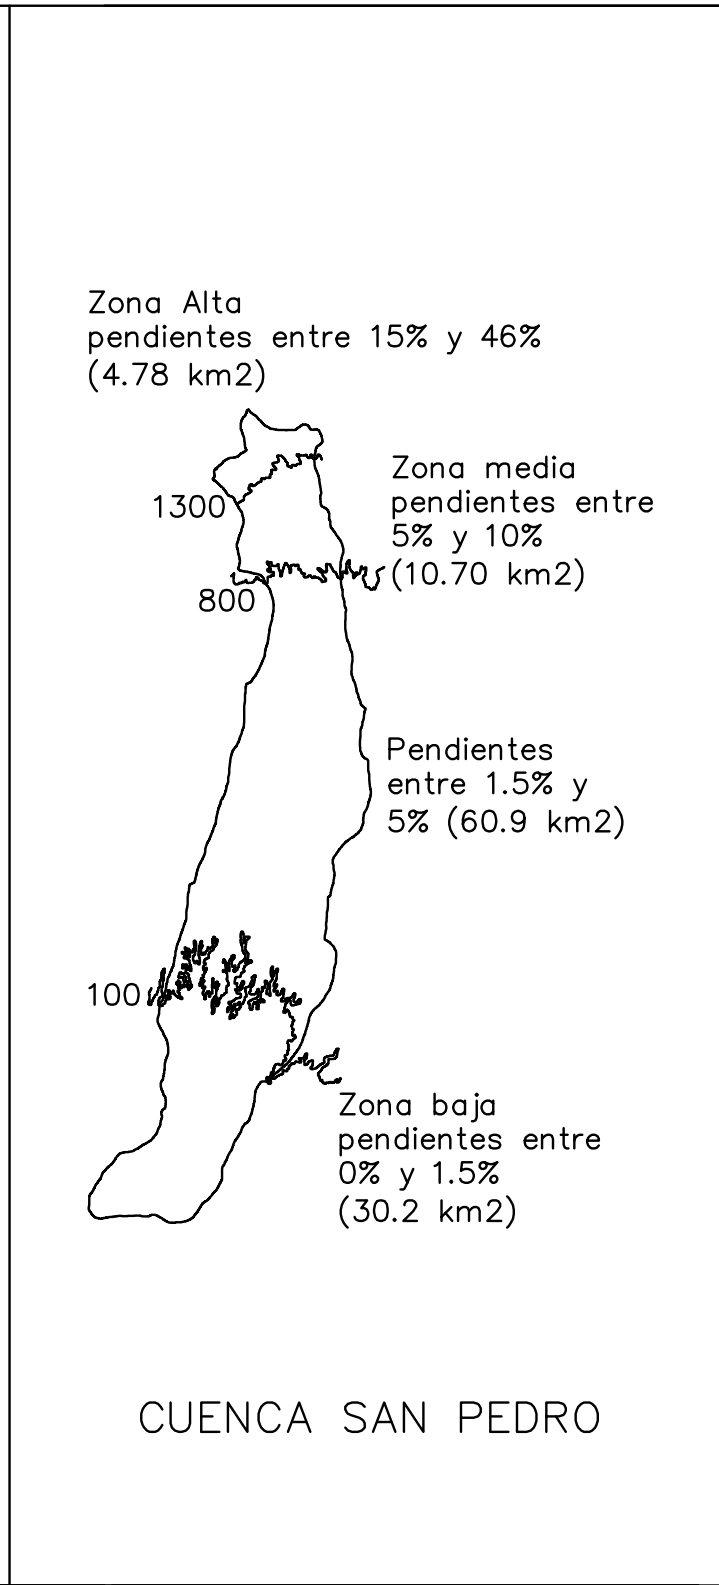 Zona Alta
pendientes entre 15% y 46%
(4.78 km2)
Zona media
pendientes entre
5% y 10%
(10.70 km2)
1300
800
Pendientes
entre 1.5% y
5% (60.9 km2)
100
Zona baja
pendientes entre
0% y 1.5%
(30.2 km2)
CUENCA SAN PEDRO